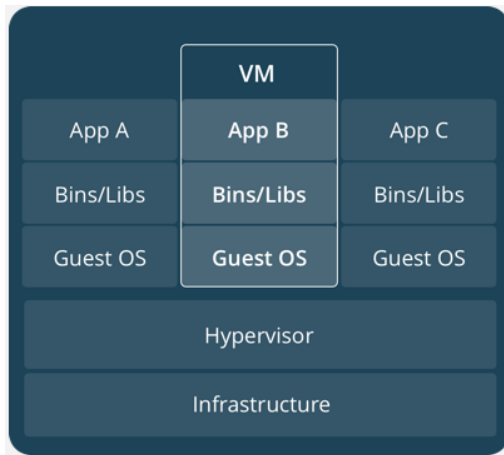 VM
App A App B App C
Bins/Libs Bins/Libs Bins/Libs
Guest OS Guest OS Guest OS
Hypervisor
Infrastructure